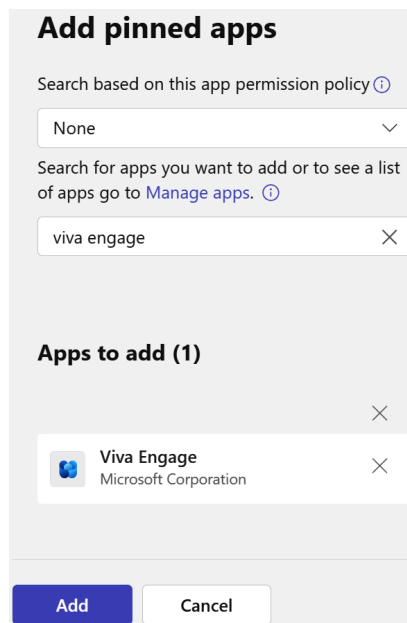 Add pinned apps
Search based on this app permission policy
None
Search for apps you want to add or to see a list
of apps go to Manage apps.
viva engage
Apps to add (1)
Viva Engage
Microsoft Corporation
Add
Cancel